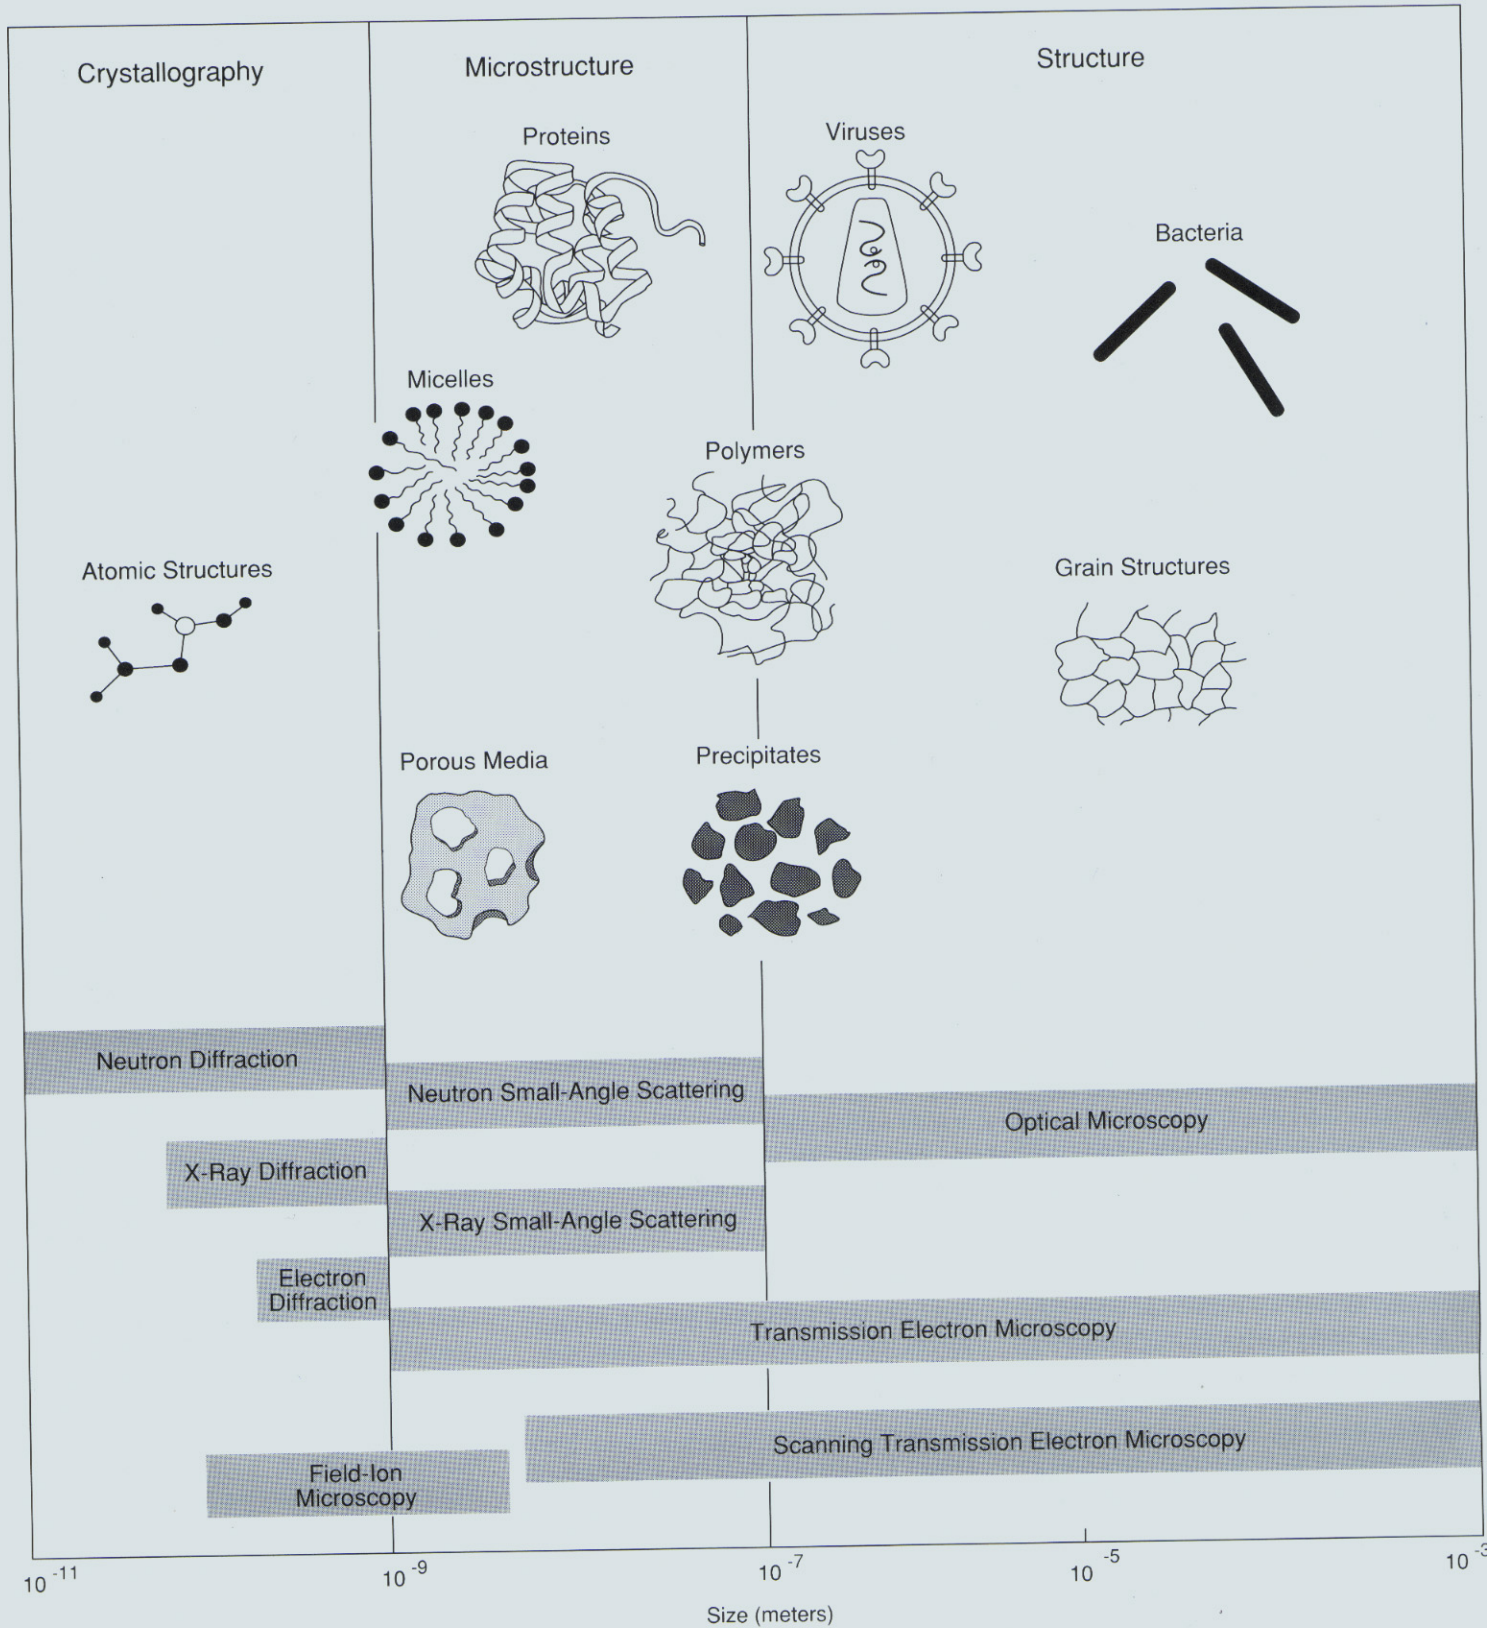 Crystallography
Microstructure
Structure
Proteins
Viruses
Bacteria
Micelles
Polymers
Atomic Structures
Grain Structures
Porous Media
Precipitates
Neutron Diffraction
Neutron Small-Angle Scattering
Optical Microscopy
X-Ray Diffraction
X-Ray Small-Angle Scattering
Electron
Diffraction
Transmission Electron Microscopy
Scanning Transmission Electron Microscopy
Field-Ion
Microscopy
10⁻¹¹
10⁻⁹
10⁻⁷
10⁻⁵
10⁻³
Size (meters)